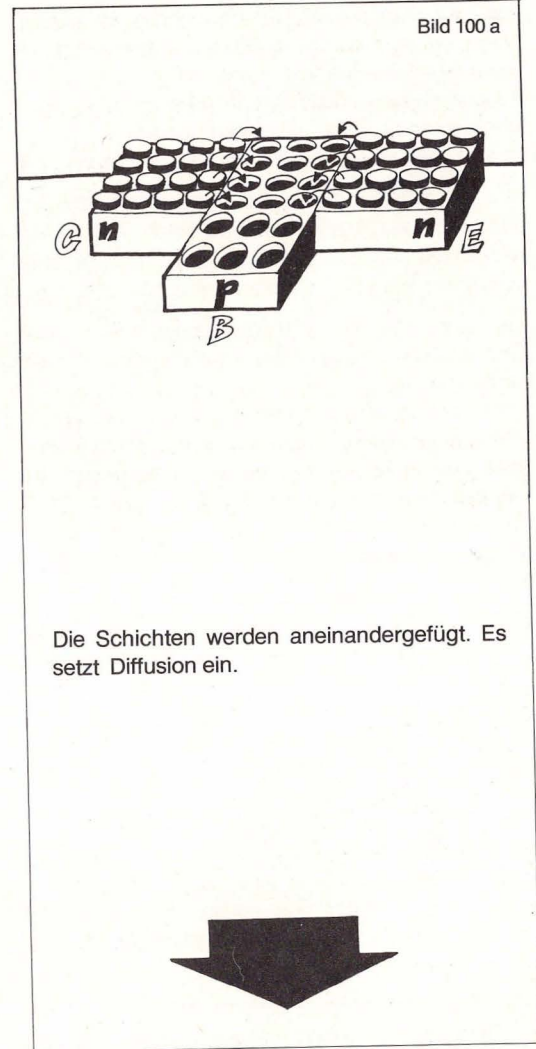 Bild 100 a
C n n E
p
B
Die Schichten werden aneinandergefügt. Es
setzt Diffusion ein.